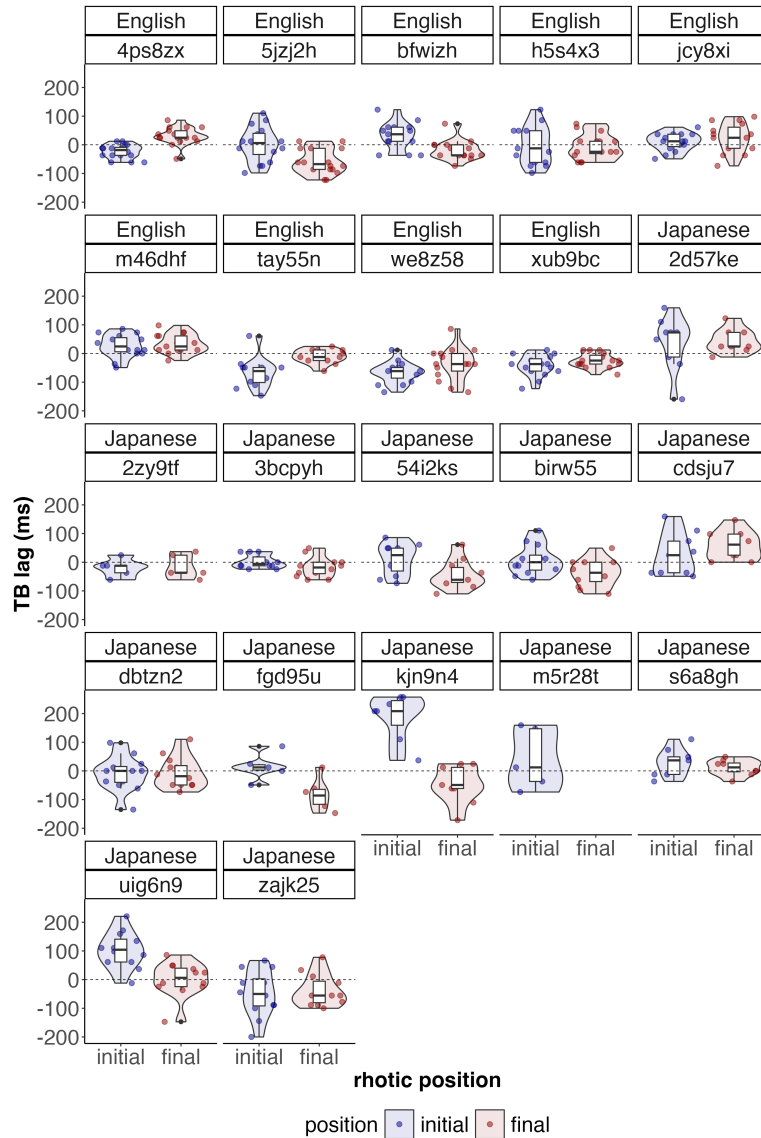 English English English English English
4ps8zx 5jzj2h bfwizh h5s4x3 jcy8xi
200
100
0
-100
-200
English English English English Japanese
m46dhf tay55n we8z58 xub9bc 2d57ke
200
100
0
-100
-200
Japanese Japanese Japanese Japanese Japanese
2zy9tf 3bcpyh 54i2ks birw55 cdsju7
200
100
0
-100
-200
TB lag (ms)
Japanese Japanese Japanese Japanese Japanese
dbtzn2 fgd95u kjn9n4 m5r28t s6a8gh
200
100
0
-100
-200
initial final initial final initial final
Japanese Japanese
uig6n9 zajk25
200
100
0
-100
-200
initial final initial final
rhotic position
position initial final